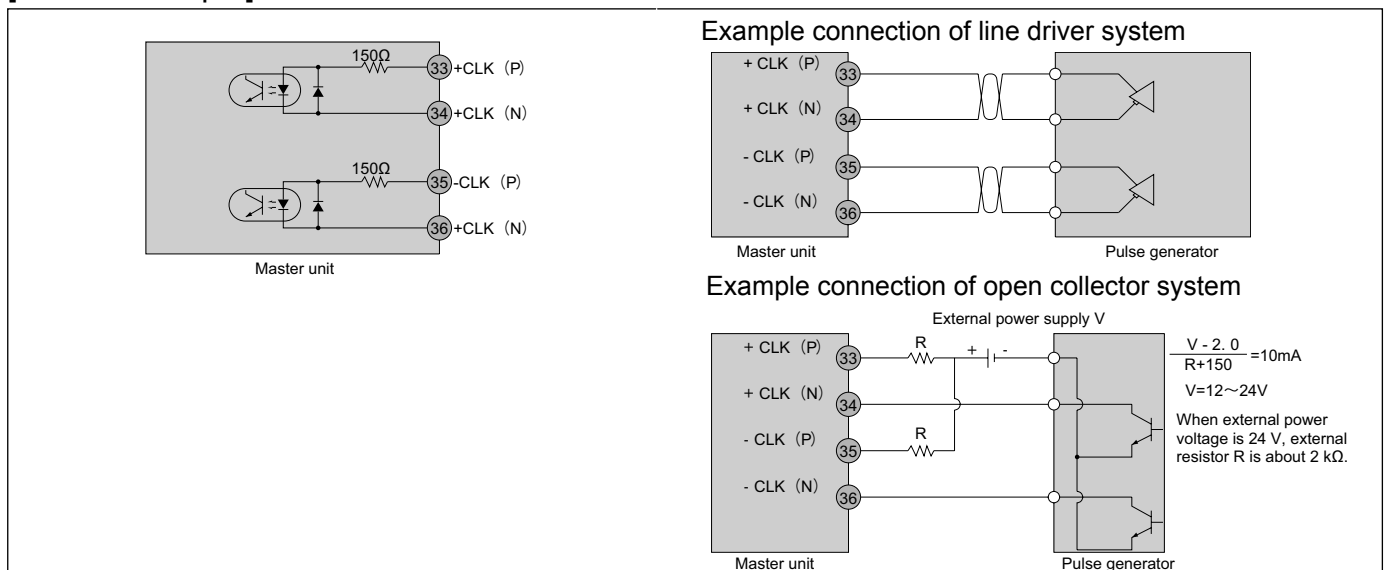 150Ω
33 +CLK (P)
34 +CLK (N)
150Ω
35 -CLK (P)
36 +CLK (N)
Master unit
Example connection of line driver system
+ CLK (P) 33
+ CLK (N) 34
- CLK (P) 35
- CLK (N) 36
Master unit
Pulse generator
Example connection of open collector system
External power supply V
+ CLK (P) 33
R
+ -
+ CLK (N) 34
- CLK (P) 35
R
- CLK (N) 36
Master unit
Pulse generator
V - 2. 0
R+150
=10mA
V=12～24V
When external power
voltage is 24 V, external
resistor R is about 2 kΩ.